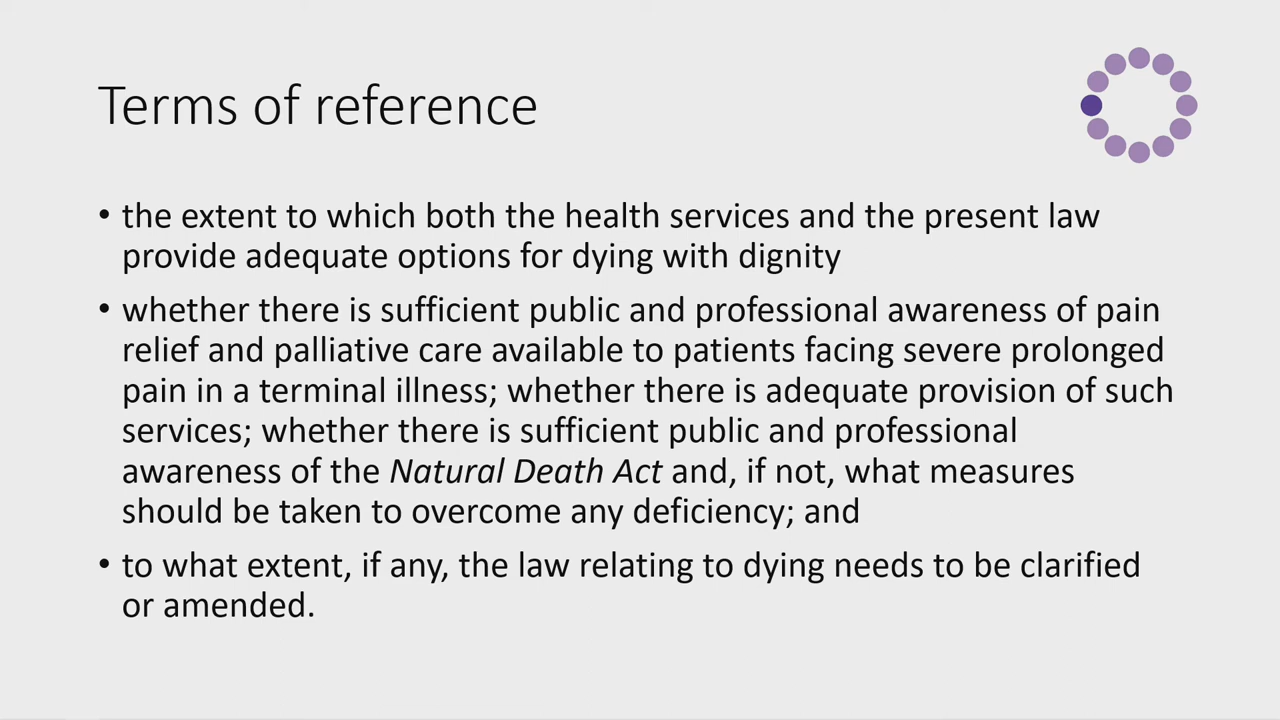 Terms of reference
• the extent to which both the health services and the present law
provide adequate options for dying with dignity
• whether there is sufficient public and professional awareness of pain
relief and palliative care available to patients facing severe prolonged
pain in a terminal illness; whether there is adequate provision of such
services; whether there is sufficient public and professional
awareness of the Natural Death Act and, if not, what measures
should be taken to overcome any deficiency; and
• to what extent, if any, the law relating to dying needs to be clarified
or amended.